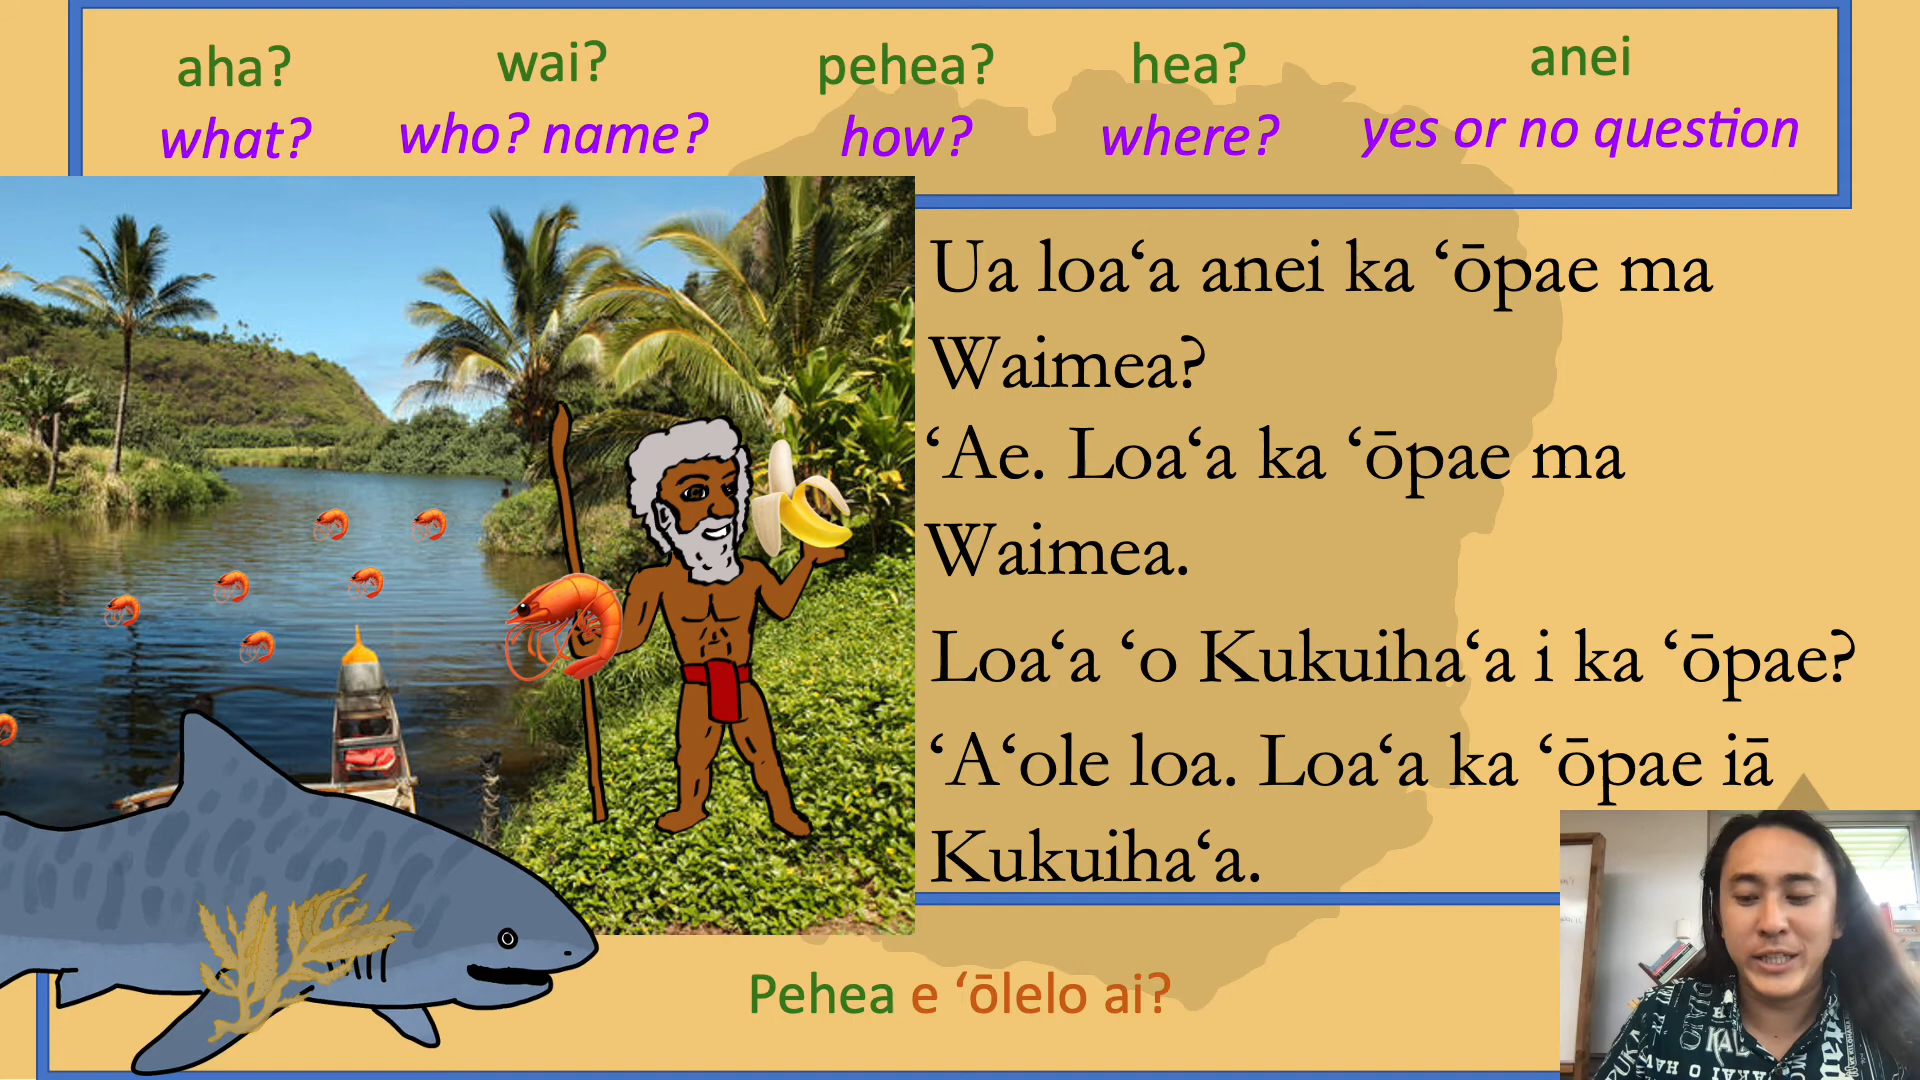 aha? wai? pehea? hea? anei
what? who? name? how? where? yes or no question
Ua loaʻa anei ka ʻōpae ma
Waimea?
ʻAe. Loaʻa ka ʻōpae ma
Waimea.
Loaʻa ʻo Kukuihaʻa i ka ʻōpae?
ʻAʻole loa. Loaʻa ka ʻōpae iā
Kukuihaʻa.
Pehea e ʻōlelo ai?